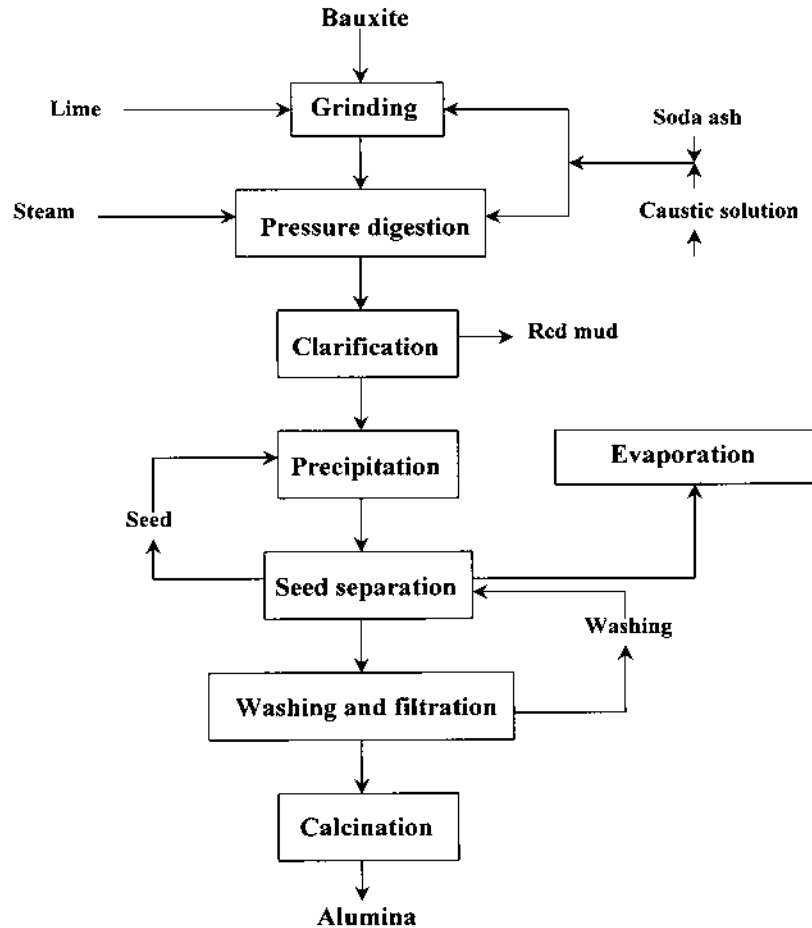 Bauxite
Lime
Grinding
Soda ash
Steam
Pressure digestion
Caustic solution
Clarification
Red mud
Precipitation
Evaporation
Seed
Seed separation
Washing
Washing and filtration
Calcination
Alumina